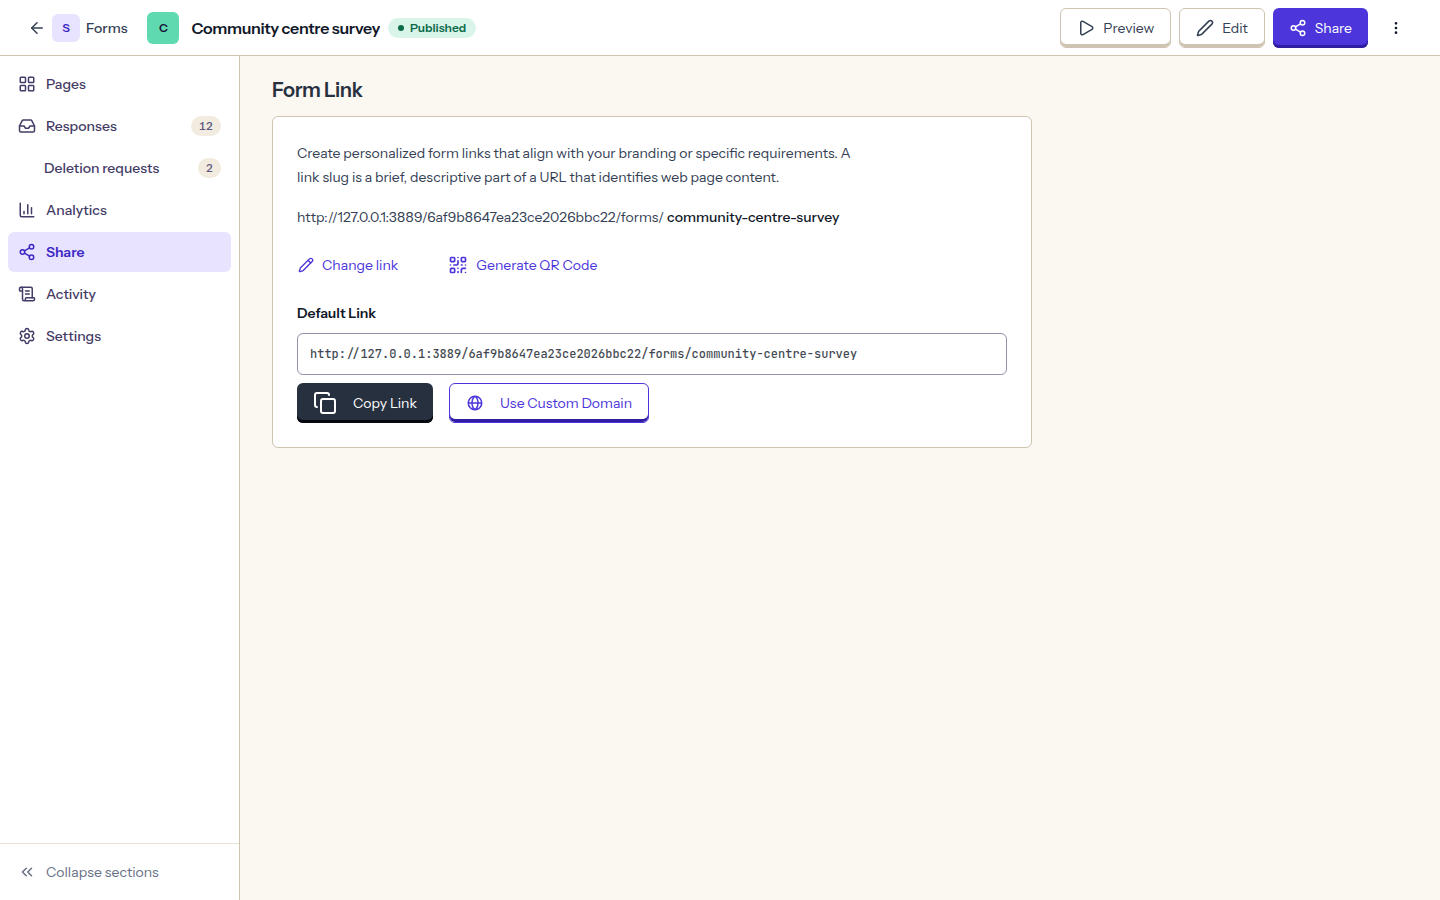 S Forms C Community centre survey Published Preview Edit Share
Pages
Responses 12
Deletion requests 2
Analytics
Share
Activity
Settings
Collapse sections
Form Link
Create personalized form links that align with your branding or specific requirements. A
link slug is a brief, descriptive part of a URL that identifies web page content.
http://127.0.0.1:3889/6af9b8647ea23ce2026bbc22/forms/ community-centre-survey
Change link Generate QR Code
Default Link
http://127.0.0.1:3889/6af9b8647ea23ce2026bbc22/forms/community-centre-survey
Copy Link Use Custom Domain